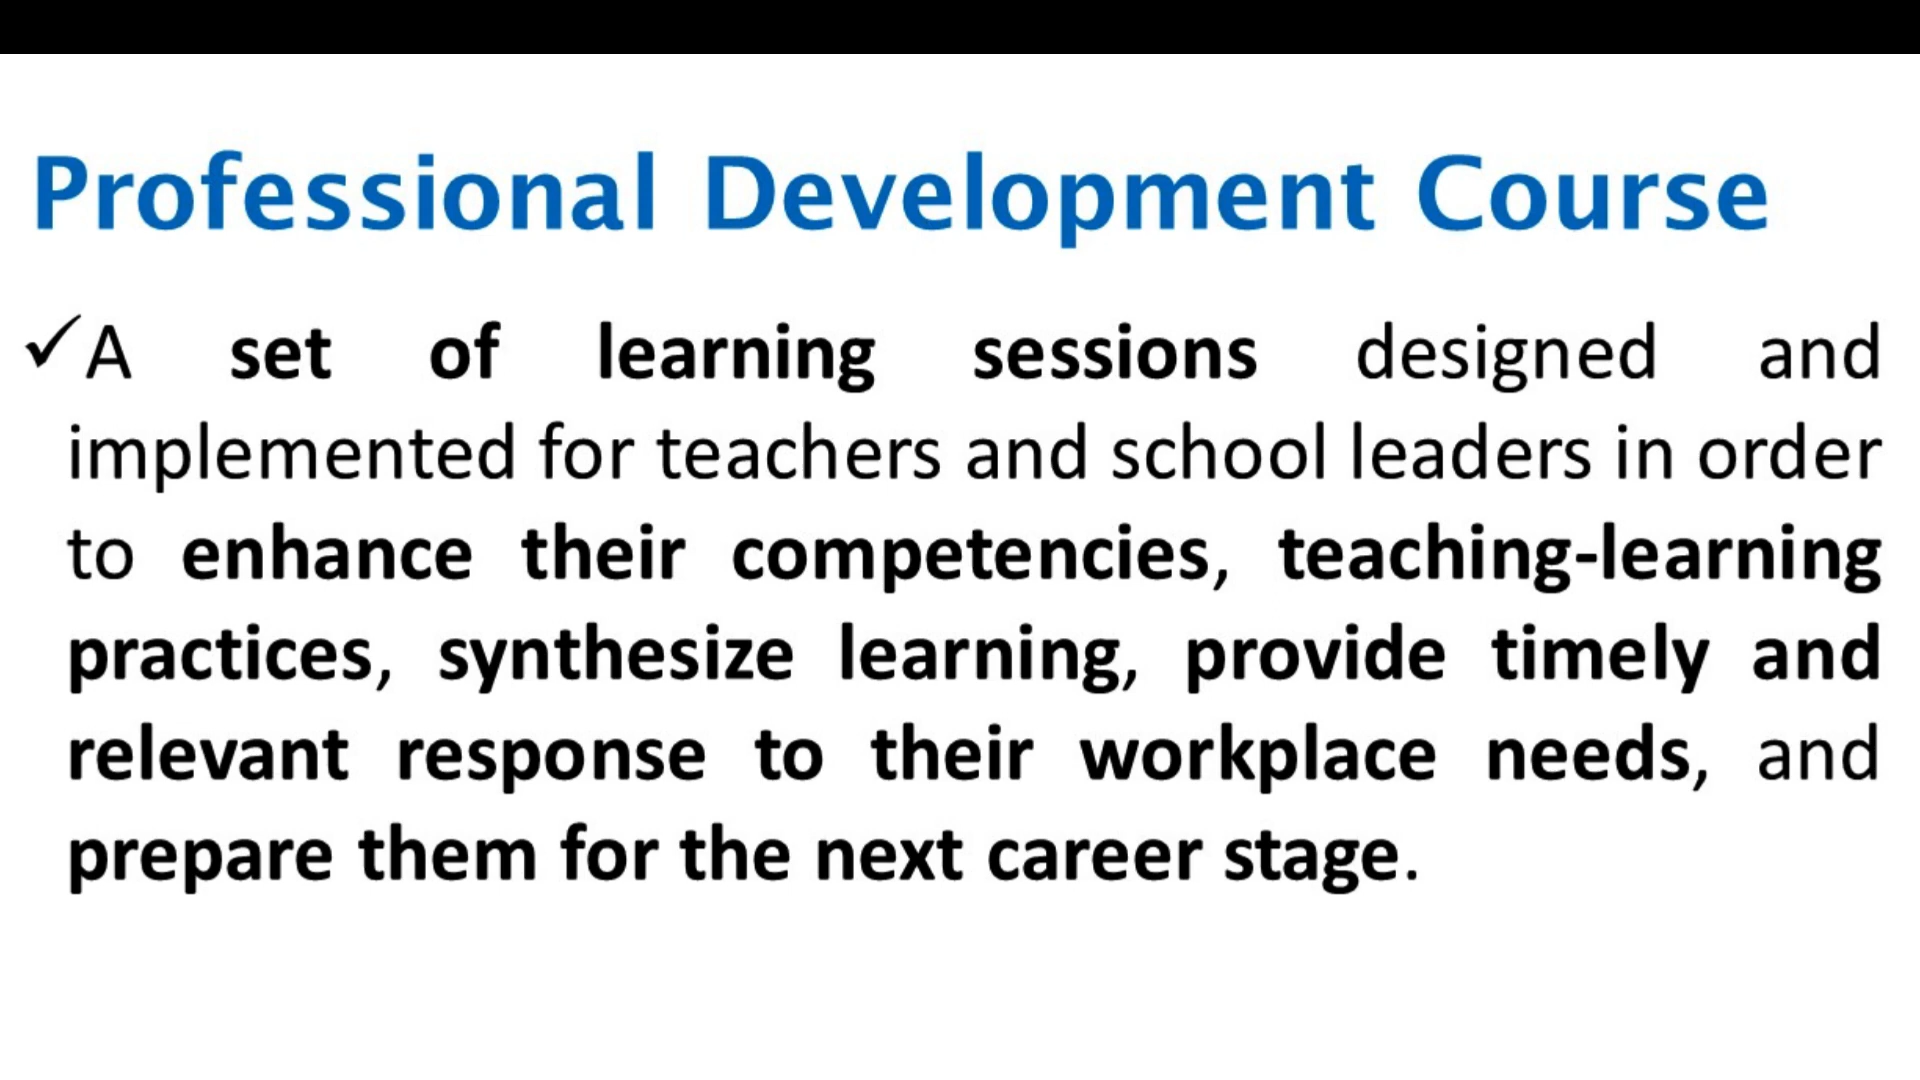 Professional Development Course
✓A set of learning sessions designed and
implemented for teachers and school leaders in order
to enhance their competencies, teaching-learning
practices, synthesize learning, provide timely and
relevant response to their workplace needs, and
prepare them for the next career stage.